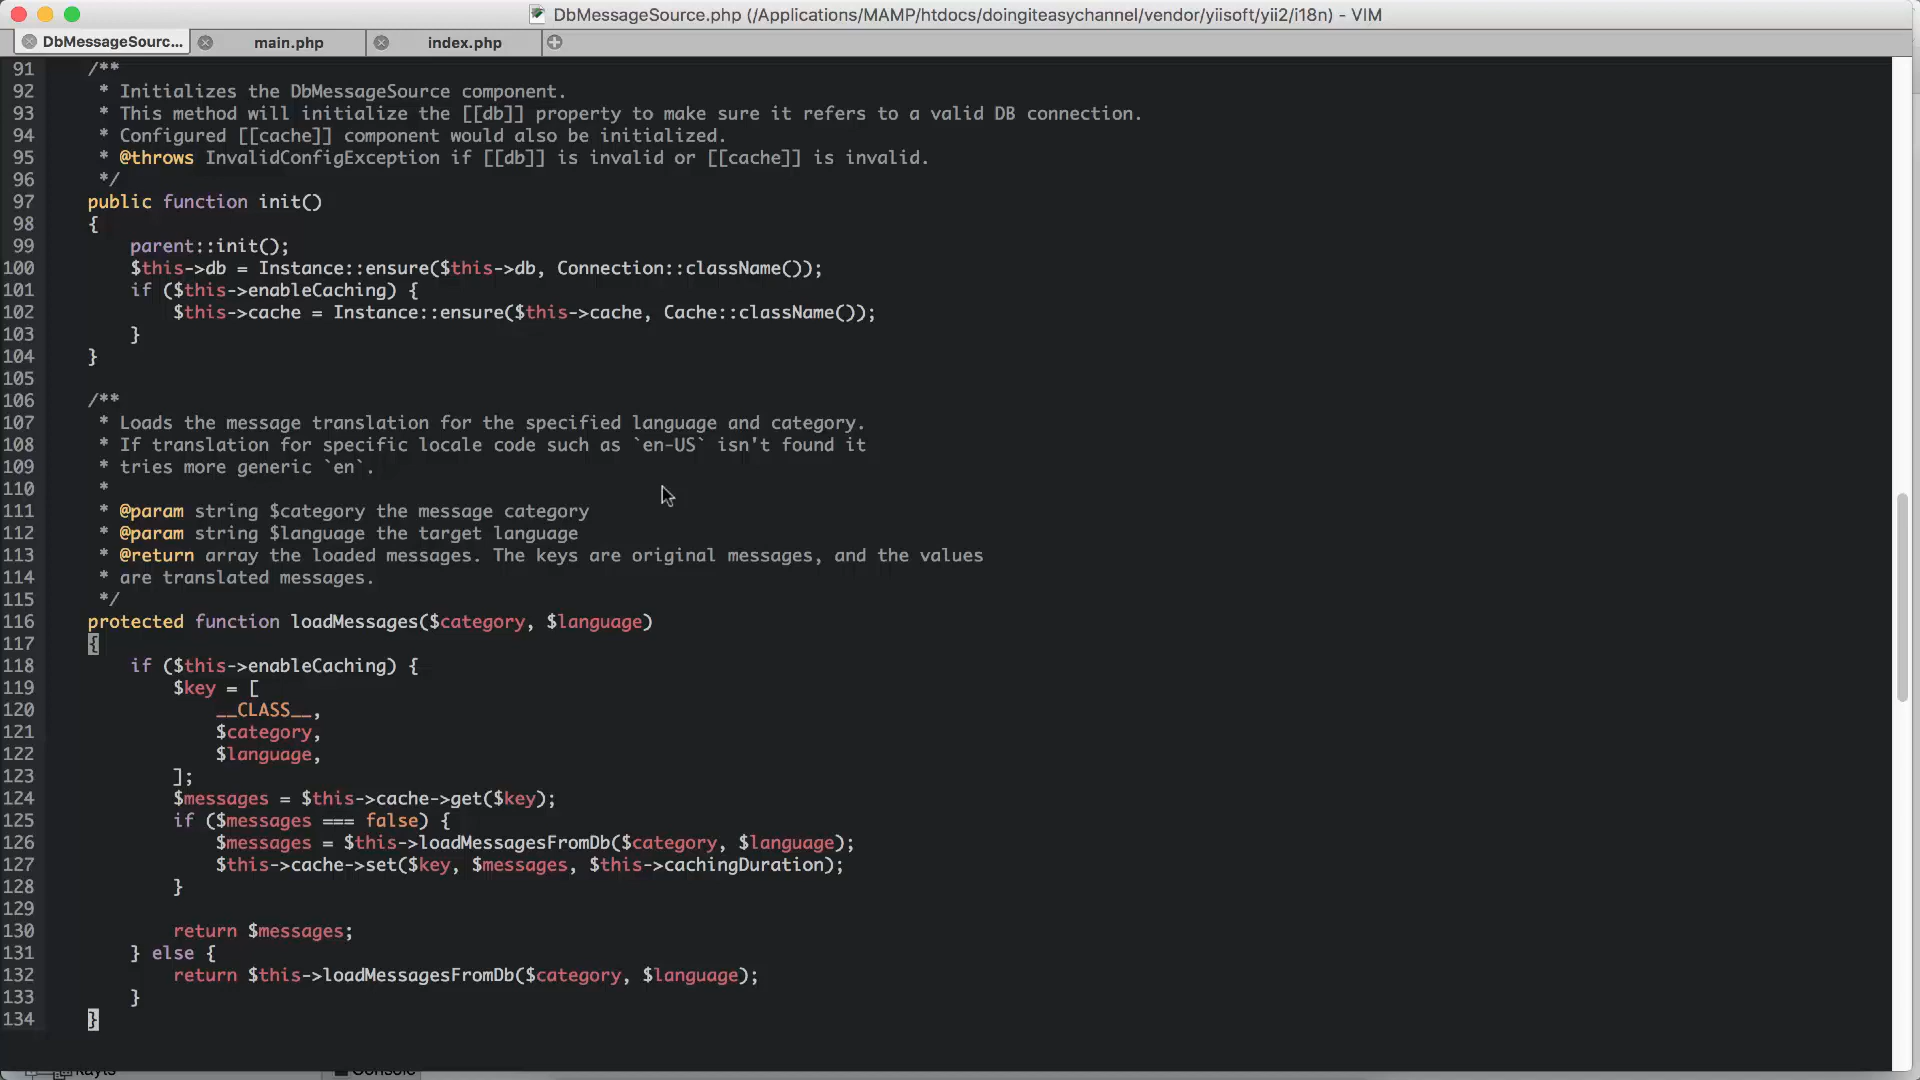 DbMessageSource.php (/Applications/MAMP/htdocs/doingiteasychannel/vendor/yiisoft/yii2/i18n) - VIM
DbMessageSourc... main.php index.php
91 /**
92 * Initializes the DbMessageSource component.
93 * This method will initialize the [[db]] property to make sure it refers to a valid DB connection.
94 * Configured [[cache]] component would also be initialized.
95 * @throws InvalidConfigException if [[db]] is invalid or [[cache]] is invalid.
96 */
97 public function init()
98 {
99 parent::init();
100 $this->db = Instance::ensure($this->db, Connection::className());
101 if ($this->enableCaching) {
102 $this->cache = Instance::ensure($this->cache, Cache::className());
103 }
104 }
105
106 /**
107 * Loads the message translation for the specified language and category.
108 * If translation for specific locale code such as `en-US` isn't found it
109 * tries more generic `en`.
110 *
111 * @param string $category the message category
112 * @param string $language the target language
113 * @return array the loaded messages. The keys are original messages, and the values
114 * are translated messages.
115 */
116 protected function loadMessages($category, $language)
117 {
118 if ($this->enableCaching) {
119 $key = [
120 __CLASS__,
121 $category,
122 $language,
123 ];
124 $messages = $this->cache->get($key);
125 if ($messages === false) {
126 $messages = $this->loadMessagesFromDb($category, $language);
127 $this->cache->set($key, $messages, $this->cachingDuration);
128 }
129
130 return $messages;
131 } else {
132 return $this->loadMessagesFromDb($category, $language);
133 }
134 }
Console